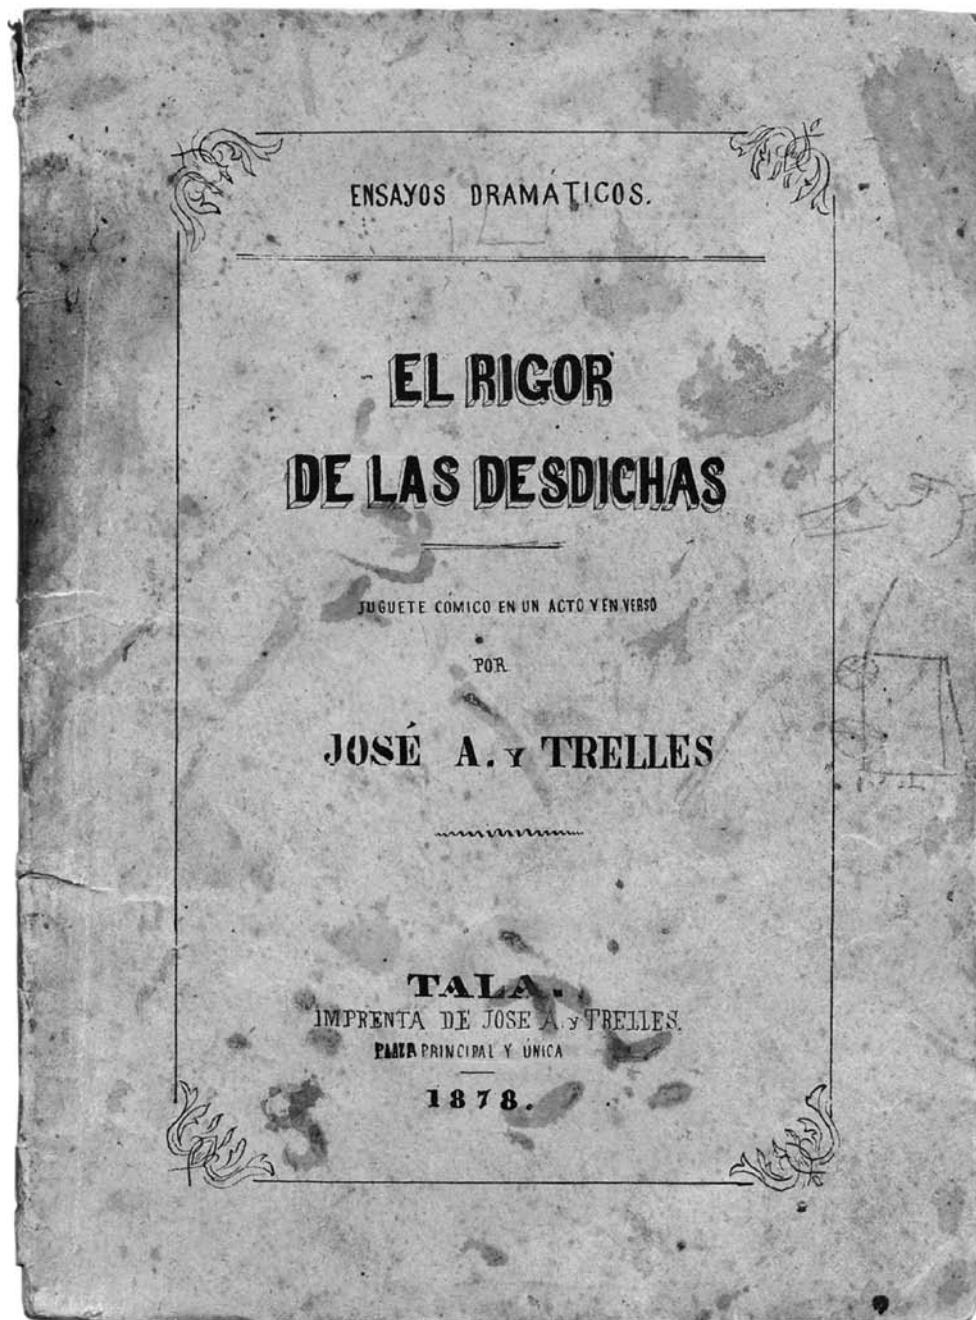 ENSAYOS DRAMÁTICOS.
EL RIGOR
DE LAS DESDICHAS
JUGUETE CÓMICO EN UN ACTO Y EN VERSO
POR
JOSÉ A. Y TRELLES
TALA.
IMPRENTA DE JOSE A. y TRELLES.
PLAZA PRINCIPAL Y ÚNICA
1878.